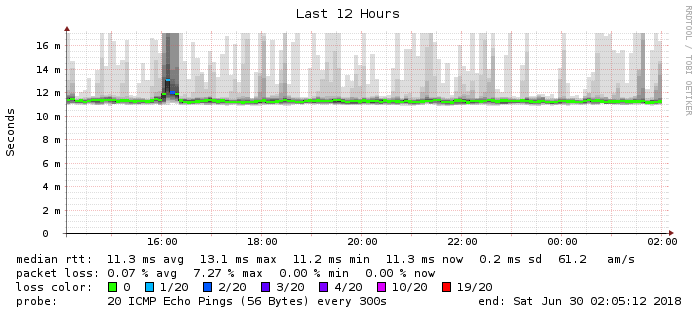 Last 12 Hours
RRDTOOL / TOBI OETIKER
Seconds
16 m
14 m
12 m
10 m
8 m
6 m
4 m
2 m
0
16:00 18:00 20:00 22:00 00:00 02:00
median rtt: 11.3 ms avg 13.1 ms max 11.2 ms min 11.3 ms now 0.2 ms sd 61.2 am/s
packet loss: 0.07 % avg 7.27 % max 0.00 % min 0.00 % now
loss color: 0 1/20 2/20 3/20 4/20 10/20 19/20
probe: 20 ICMP Echo Pings (56 Bytes) every 300s end: Sat Jun 30 02:05:12 2018